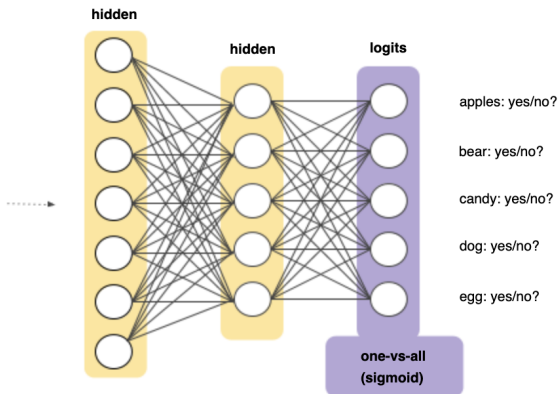 hidden
hidden
logits
apples: yes/no?
bear: yes/no?
candy: yes/no?
dog: yes/no?
egg: yes/no?
one-vs-all
(sigmoid)